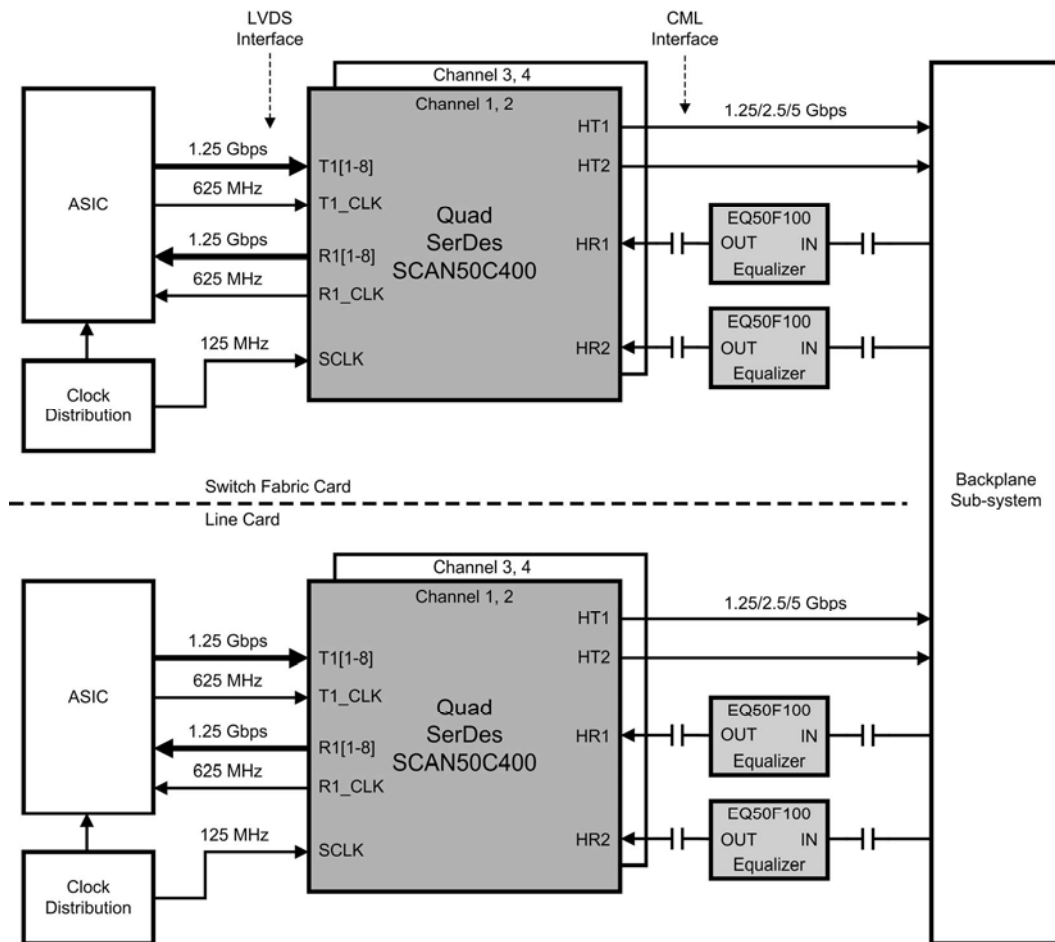 LVDS
Interface
CML
Interface
Channel 3, 4
Channel 1, 2
HT1
1.25/2.5/5 Gbps
1.25 Gbps
T1[1-8]
HT2
625 MHz
ASIC
T1_CLK
Quad
SerDes
SCAN50C400
EQ50F100
1.25 Gbps
R1[1-8]
HR1
OUT
IN
Equalizer
625 MHz
R1_CLK
EQ50F100
125 MHz
SCLK
HR2
OUT
IN
Equalizer
Clock
Distribution
Backplane
Sub-system
Switch Fabric Card
Line Card
Channel 3, 4
Channel 1, 2
HT1
1.25/2.5/5 Gbps
1.25 Gbps
T1[1-8]
HT2
625 MHz
ASIC
T1_CLK
Quad
SerDes
SCAN50C400
EQ50F100
1.25 Gbps
R1[1-8]
HR1
OUT
IN
Equalizer
625 MHz
R1_CLK
EQ50F100
125 MHz
SCLK
HR2
OUT
IN
Equalizer
Clock
Distribution